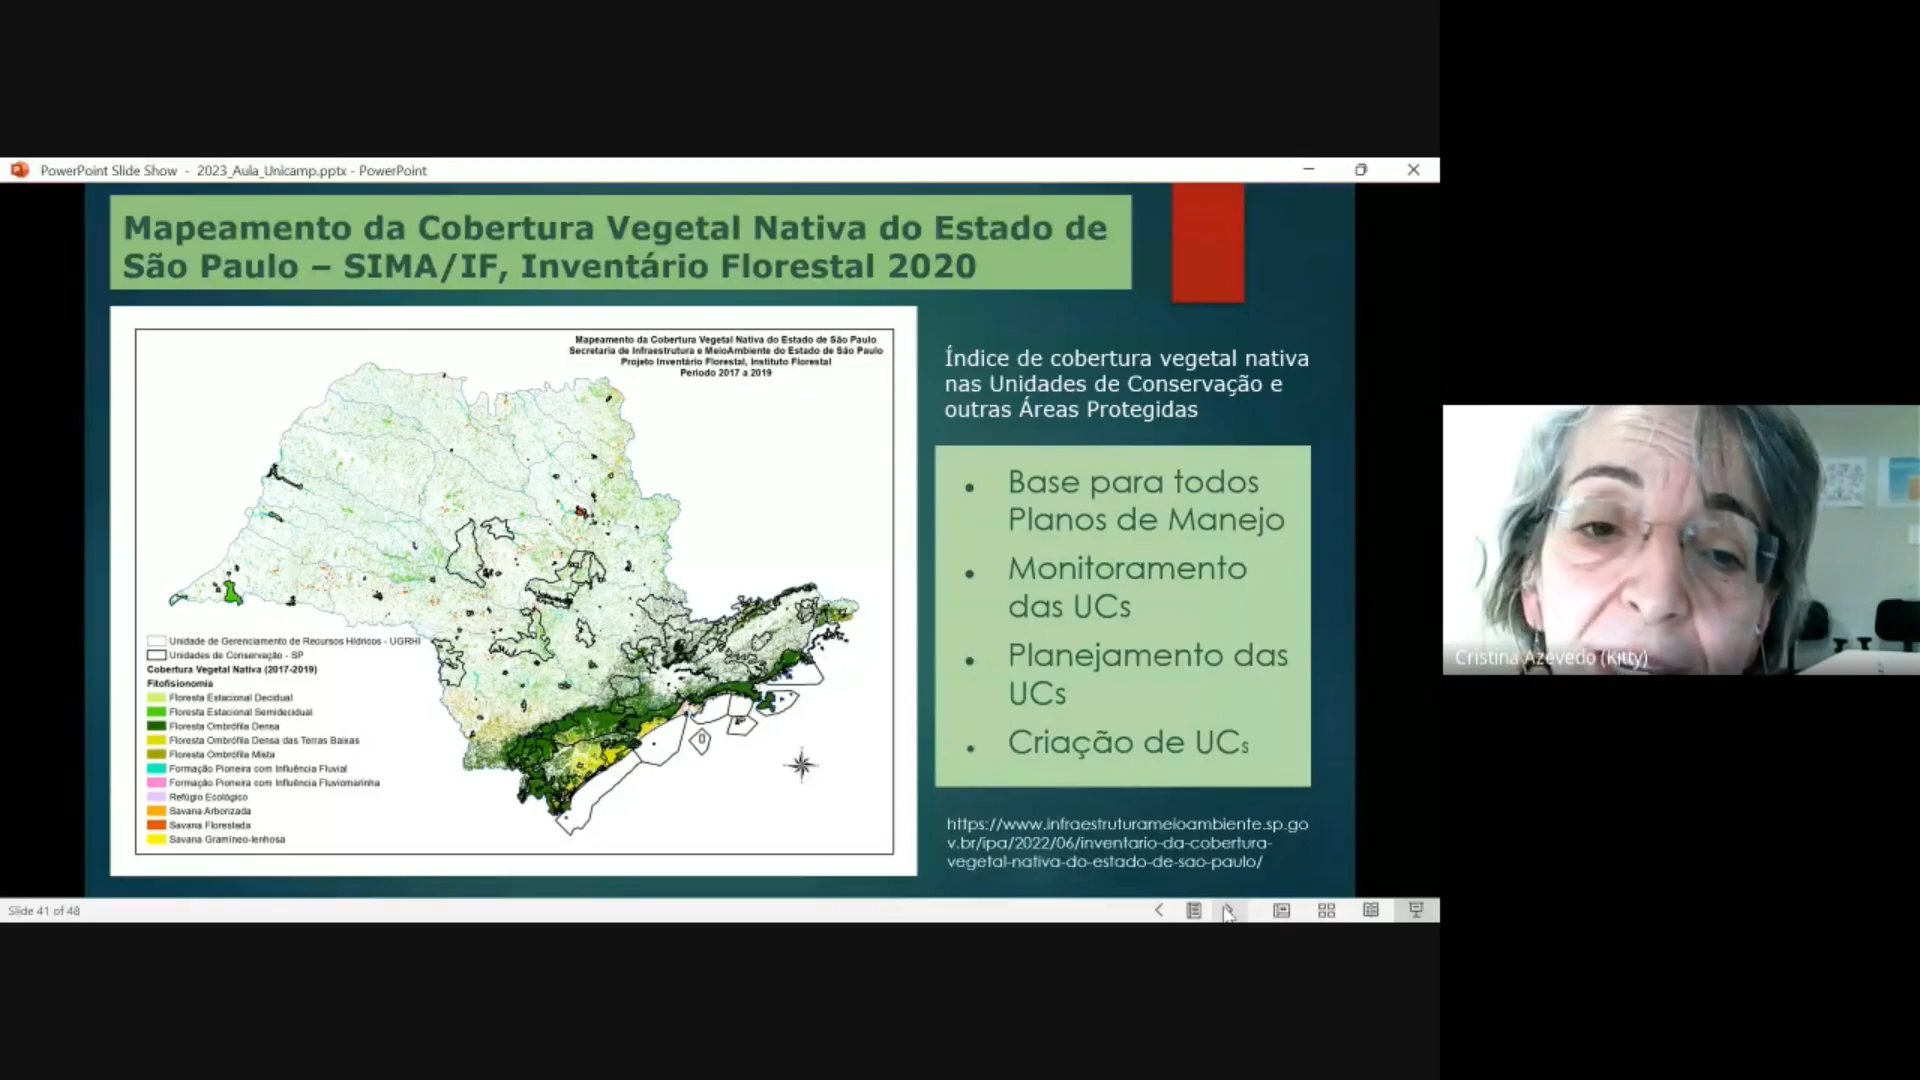 PowerPoint Slide Show - 2023_Aula_Unicamp.pptx - PowerPoint
Mapeamento da Cobertura Vegetal Nativa do Estado de
São Paulo – SIMA/IF, Inventário Florestal 2020
Mapeamento da Cobertura Vegetal Nativa do Estado de São Paulo
Secretaria de Infraestrutura e MeioAmbiente do Estado de São Paulo
Projeto Inventário Florestal, Instituto Florestal
Período 2017 a 2019
Unidade de Gerenciamento de Recursos Hídricos - UGRHI
Unidades de Conservação - SP
Cobertura Vegetal Nativa (2017-2019)
Fitofisionomia
Floresta Estacional Decidual
Floresta Estacional Semidecidual
Floresta Ombrófila Densa
Floresta Ombrófila Densa das Terras Baixas
Floresta Ombrófila Mista
Formação Pioneira com Influência Fluvial
Formação Pioneira com Influência Fluviomarinha
Refúgio Ecológico
Savana Arborizada
Savana Florestada
Savana Gramíneo-lenhosa
Índice de cobertura vegetal nativa
nas Unidades de Conservação e
outras Áreas Protegidas
• Base para todos
Planos de Manejo
• Monitoramento
das UCs
• Planejamento das
UCs
• Criação de UCs
https://www.infraestruturameioambiente.sp.go
v.br/ipa/2022/06/inventario-da-cobertura-
vegetal-nativa-do-estado-de-sao-paulo/
Slide 41 of 48
Cristina Azevedo (Kitty)